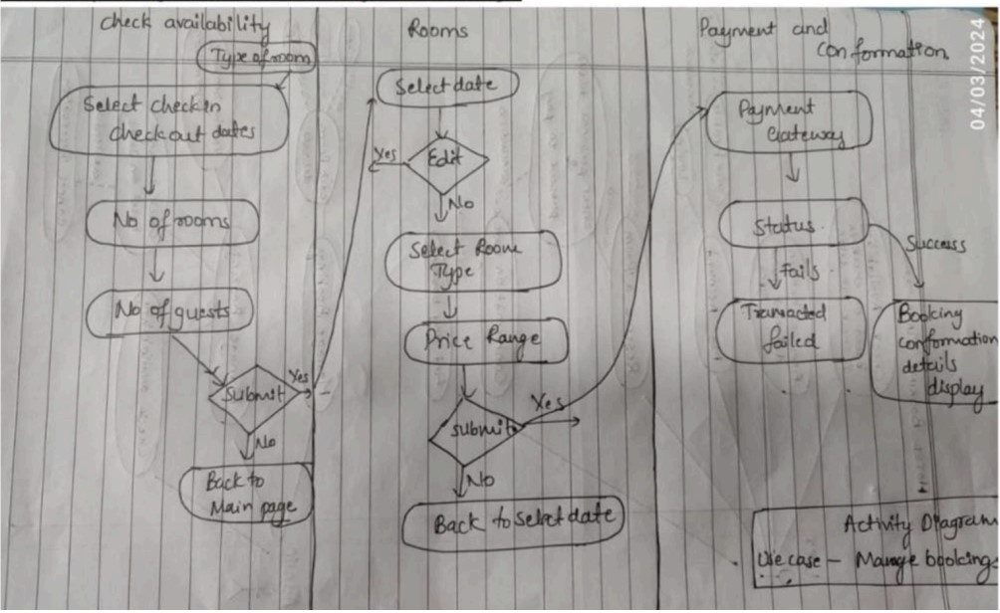 Check availability
Type of room
Select check in
checkout dates
No of rooms
No of guests
Submit
Yes
No
Back to
Main page
Rooms
Select date
Edit
Yes
No
Select Room
Type
Price Range
Submit
Yes
No
Back to select date
Payment and
Conformation
Payment
Gateway
Status
Success
Fails
Transacted
failed
Booking
conformation
details
display
Activity Diagram
Use case - Manage booking
04/03/2024